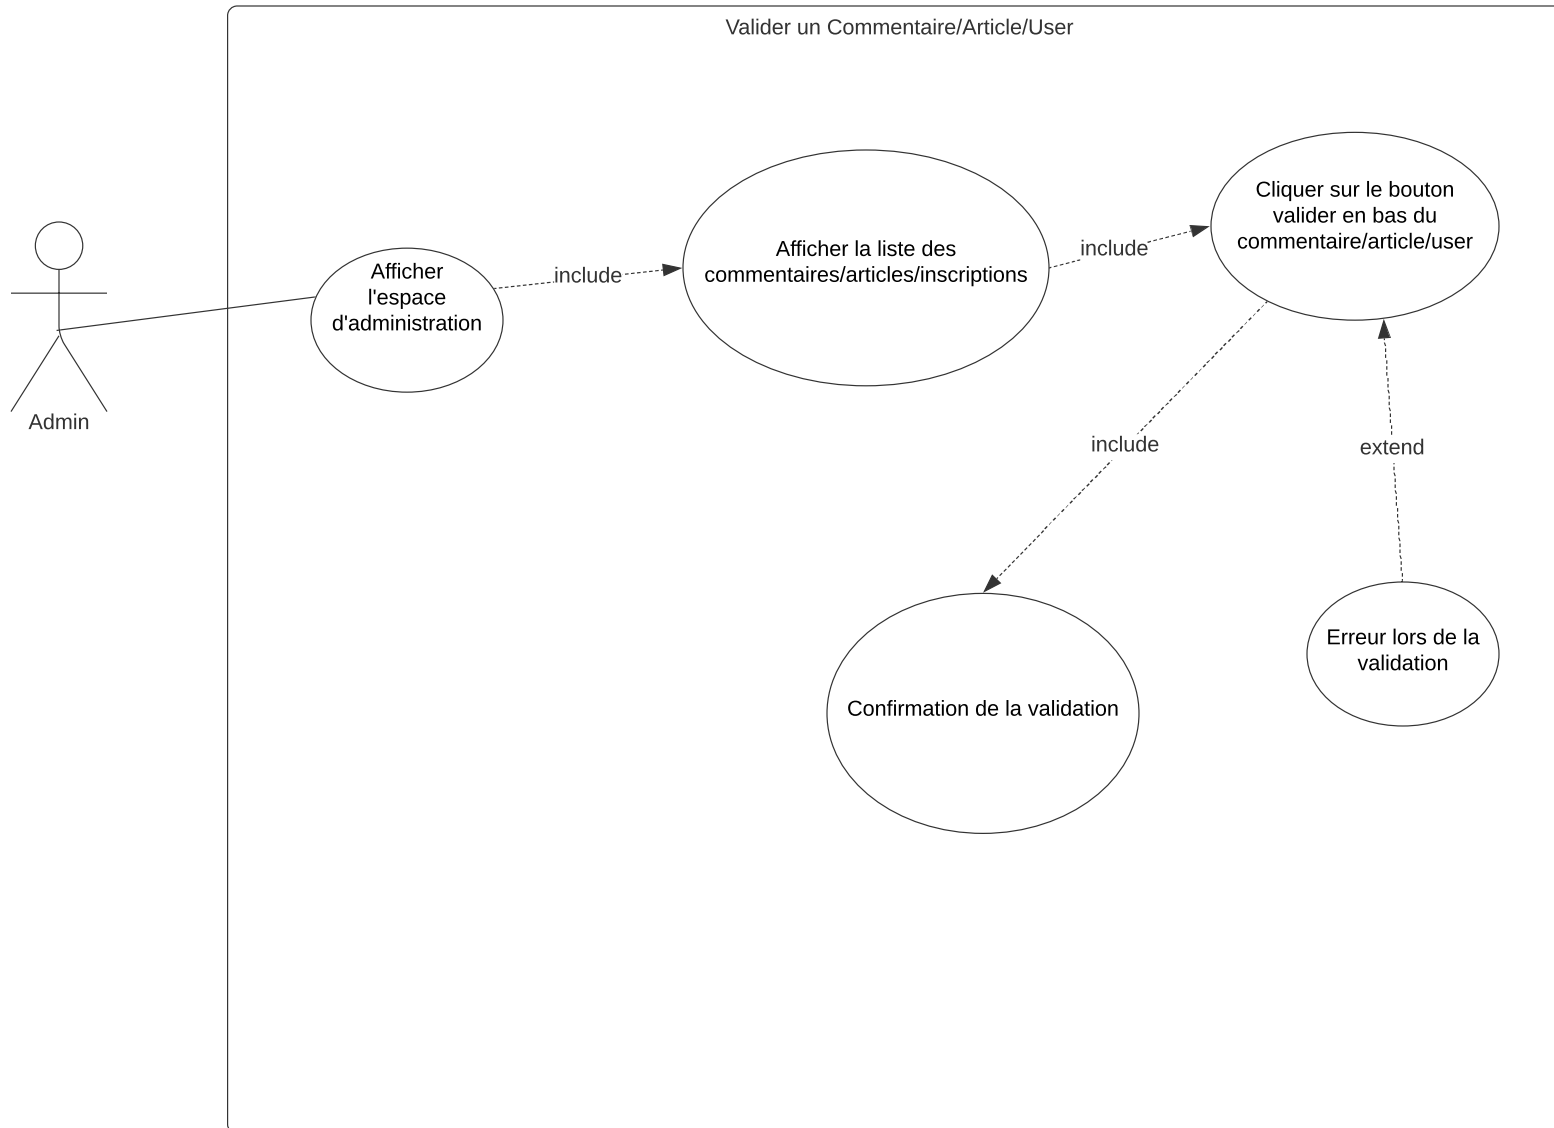 Valider un Commentaire/Article/User
Admin
Afficher
l'espace
d'administration
include
Afficher la liste des
commentaires/articles/inscriptions
include
Cliquer sur le bouton
valider en bas du
commentaire/article/user
include
extend
Confirmation de la validation
Erreur lors de la
validation